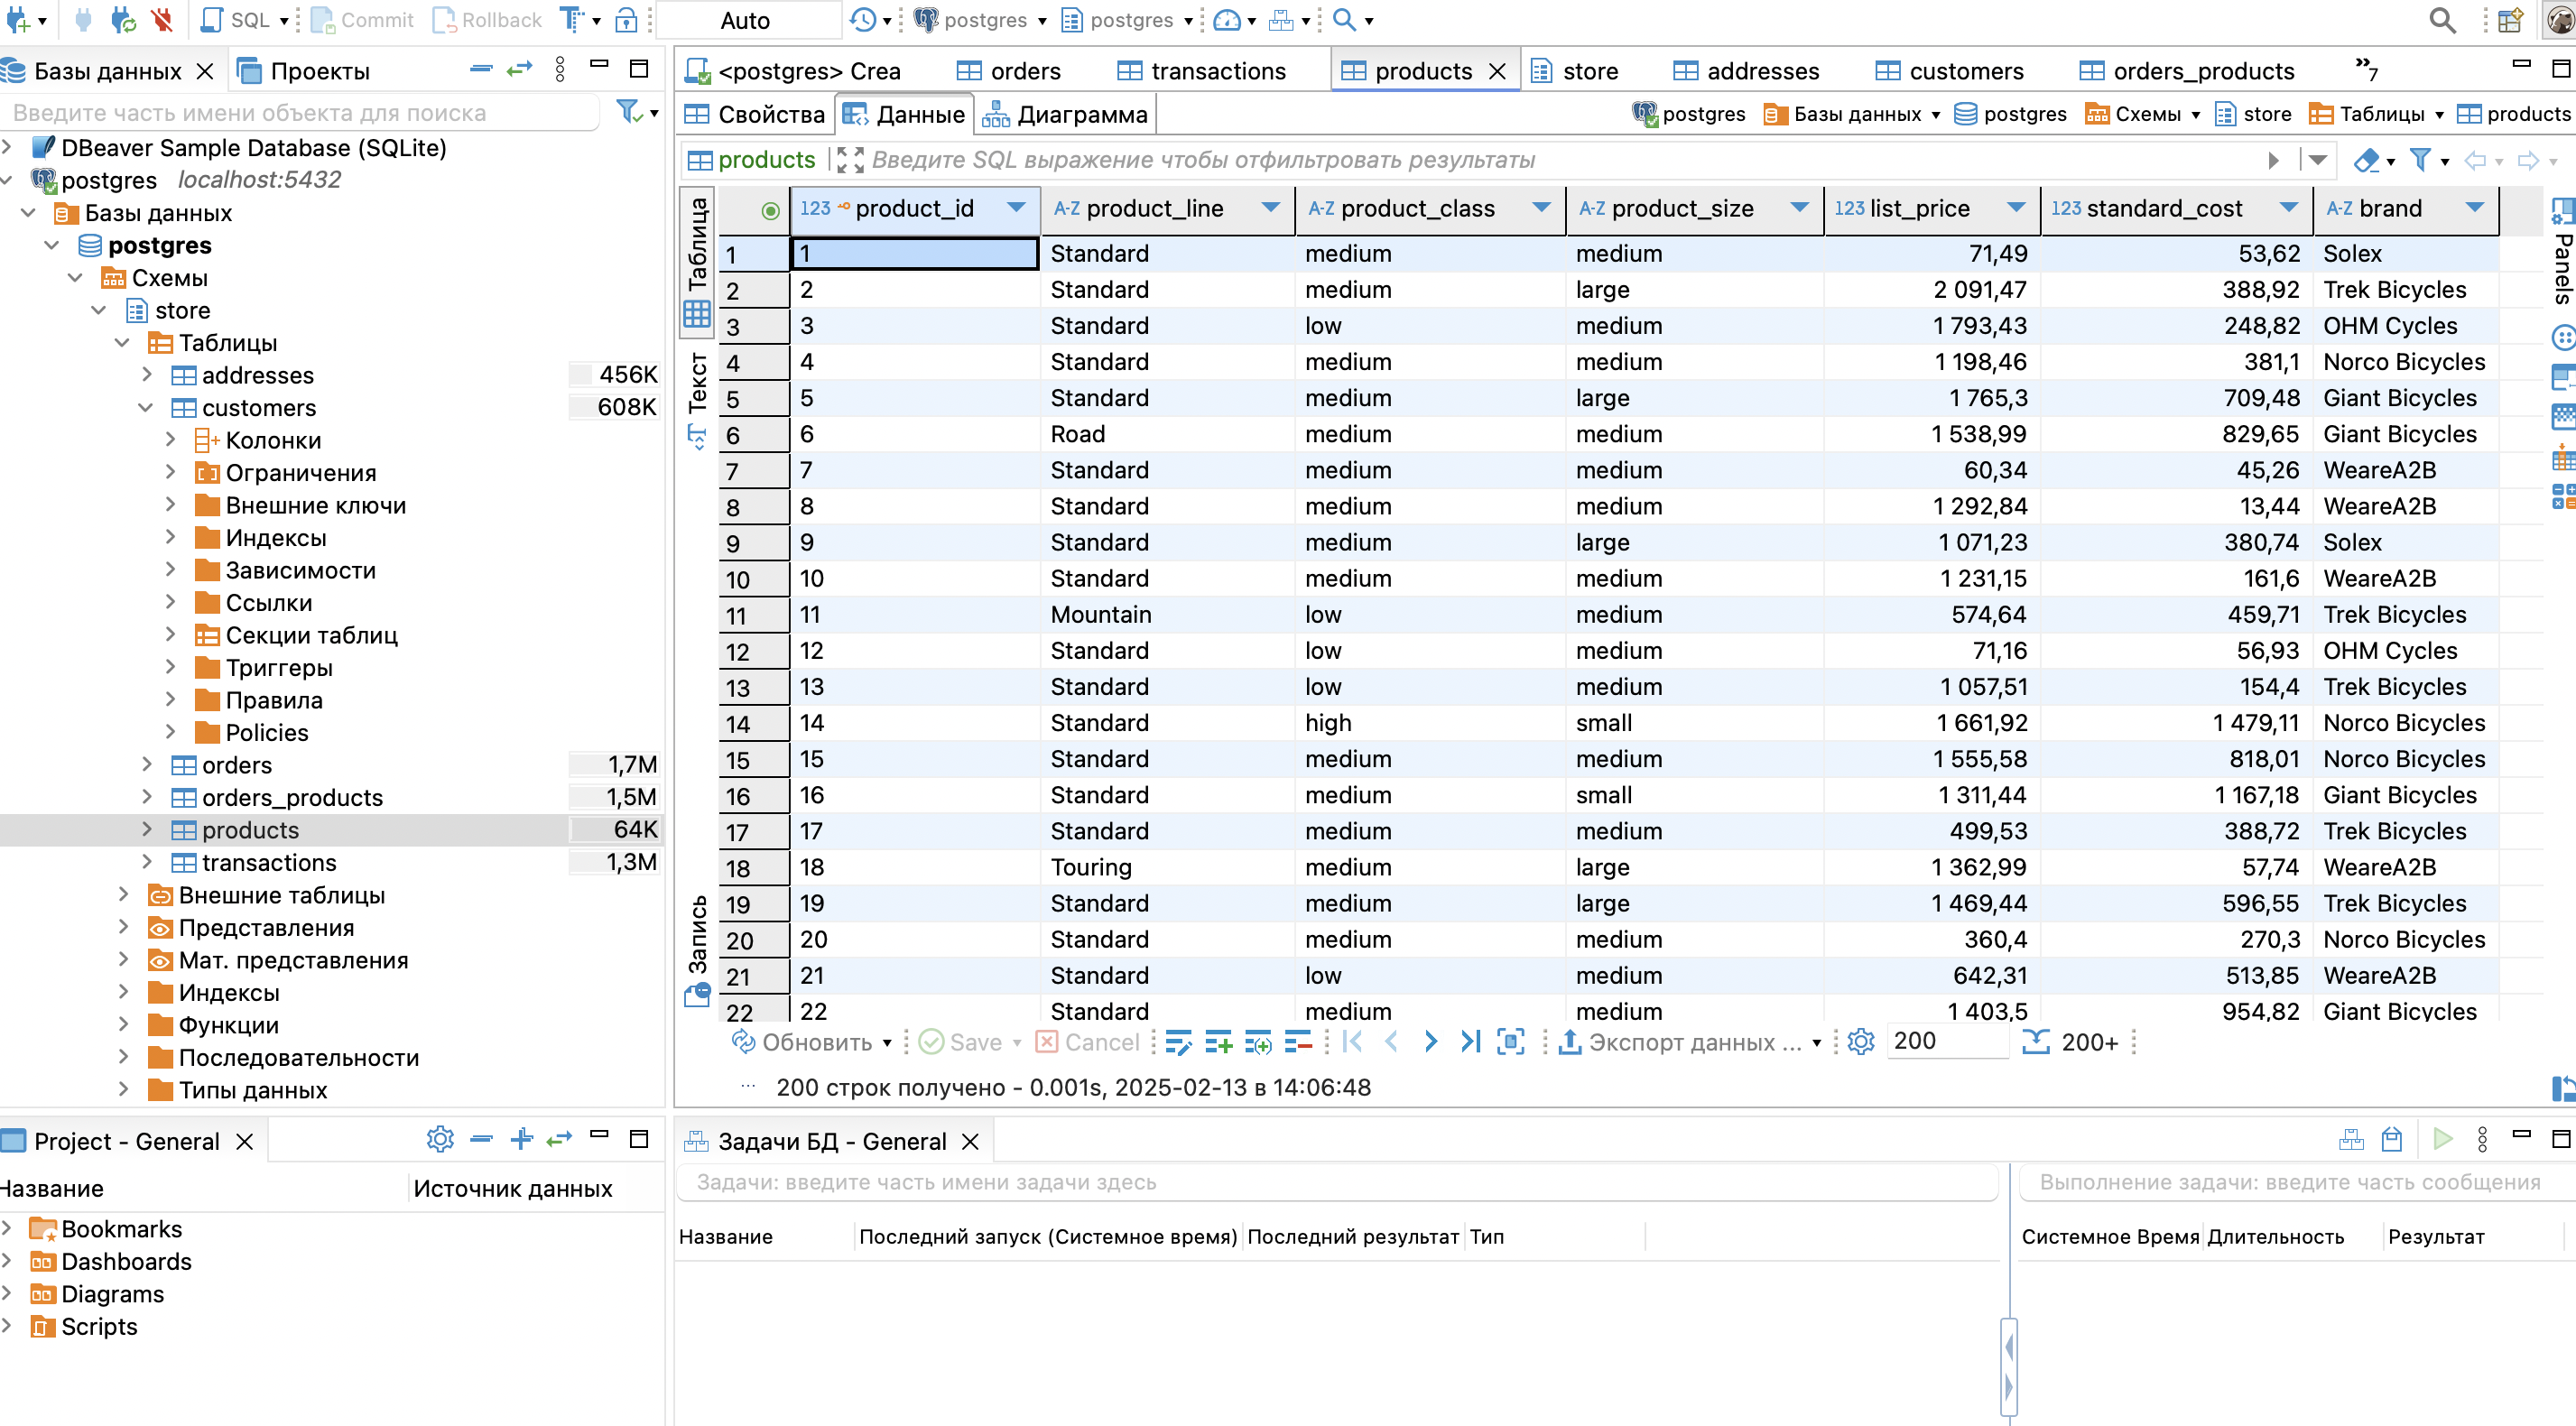 SQL Commit Rollback Auto postgres postgres
Базы данных Проекты
Введите часть имени объекта для поиска
DBeaver Sample Database (SQLite)
postgres localhost:5432
Базы данных
postgres
Схемы
store
Таблицы
addresses 456K
customers 608K
Колонки
Ограничения
Внешние ключи
Индексы
Зависимости
Ссылки
Секции таблиц
Триггеры
Правила
Policies
orders 1,7M
orders_products 1,5M
products 64K
transactions 1,3M
Внешние таблицы
Представления
Мат. представления
Индексы
Функции
Последовательности
Типы данных
<postgres> Crea orders transactions products store addresses customers orders_products »7
Свойства Данные Диаграмма postgres Базы данных postgres Схемы store Таблицы products
products Введите SQL выражение чтобы отфильтровать результаты
Таблица
Текст
Запись
123 product_id A-Z product_line A-Z product_class A-Z product_size 123 list_price 123 standard_cost A-Z brand
1 1 Standard medium medium 71,49 53,62 Solex
2 2 Standard medium large 2 091,47 388,92 Trek Bicycles
3 3 Standard low medium 1 793,43 248,82 OHM Cycles
4 4 Standard medium medium 1 198,46 381,1 Norco Bicycles
5 5 Standard medium large 1 765,3 709,48 Giant Bicycles
6 6 Road medium medium 1 538,99 829,65 Giant Bicycles
7 7 Standard medium medium 60,34 45,26 WeareA2B
8 8 Standard medium medium 1 292,84 13,44 WeareA2B
9 9 Standard medium large 1 071,23 380,74 Solex
10 10 Standard medium medium 1 231,15 161,6 WeareA2B
11 11 Mountain low medium 574,64 459,71 Trek Bicycles
12 12 Standard low medium 71,16 56,93 OHM Cycles
13 13 Standard low medium 1 057,51 154,4 Trek Bicycles
14 14 Standard high small 1 661,92 1 479,11 Norco Bicycles
15 15 Standard medium medium 1 555,58 818,01 Norco Bicycles
16 16 Standard medium small 1 311,44 1 167,18 Giant Bicycles
17 17 Standard medium medium 499,53 388,72 Trek Bicycles
18 18 Touring medium large 1 362,99 57,74 WeareA2B
19 19 Standard medium large 1 469,44 596,55 Trek Bicycles
20 20 Standard medium medium 360,4 270,3 Norco Bicycles
21 21 Standard low medium 642,31 513,85 WeareA2B
22 22 Standard medium medium 1 403,5 954,82 Giant Bicycles
Panels
Обновить Save Cancel Экспорт данных ... 200 200+
200 строк получено - 0.001s, 2025-02-13 в 14:06:48
Project - General
Название Источник данных
Bookmarks
Dashboards
Diagrams
Scripts
Задачи БД - General
Задачи: введите часть имени задачи здесь Выполнение задачи: введите часть сообщения
Название Последний запуск (Системное время) Последний результат Тип Системное Время Длительность Результат